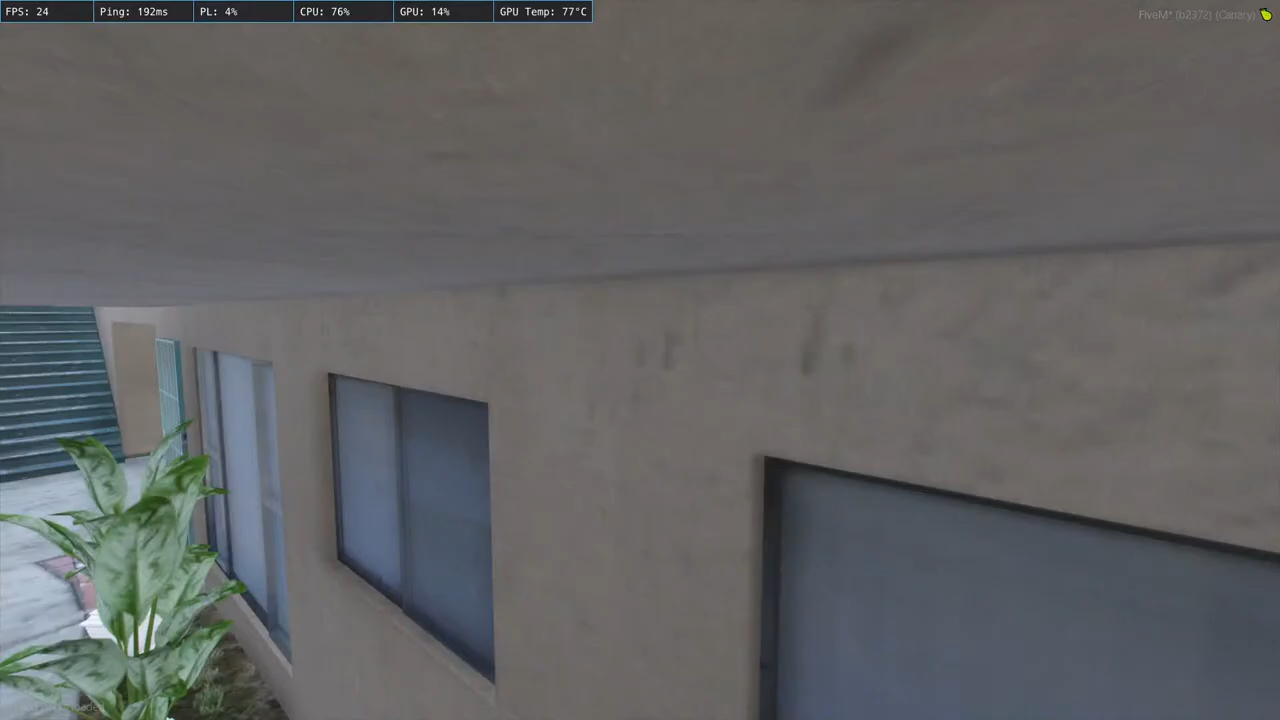 FPS: 24 Ping: 192ms PL: 4% CPU: 76% GPU: 14% GPU Temp: 77°C
FiveM* (b2372) (Canary)